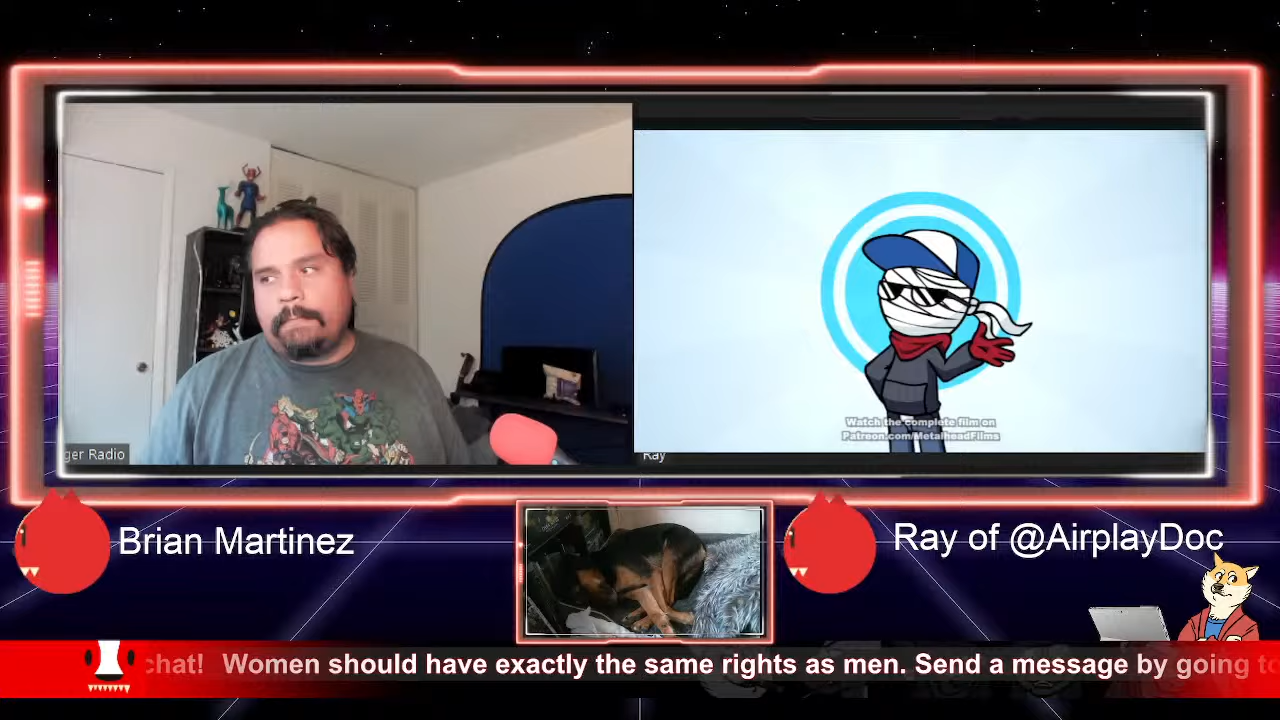 Watch the complete film on
Patreon.com/MetalheadFilms
ger Radio
Ray
Brian Martinez
Ray of @AirplayDoc
chat! Women should have exactly the same rights as men. Send a message by going to